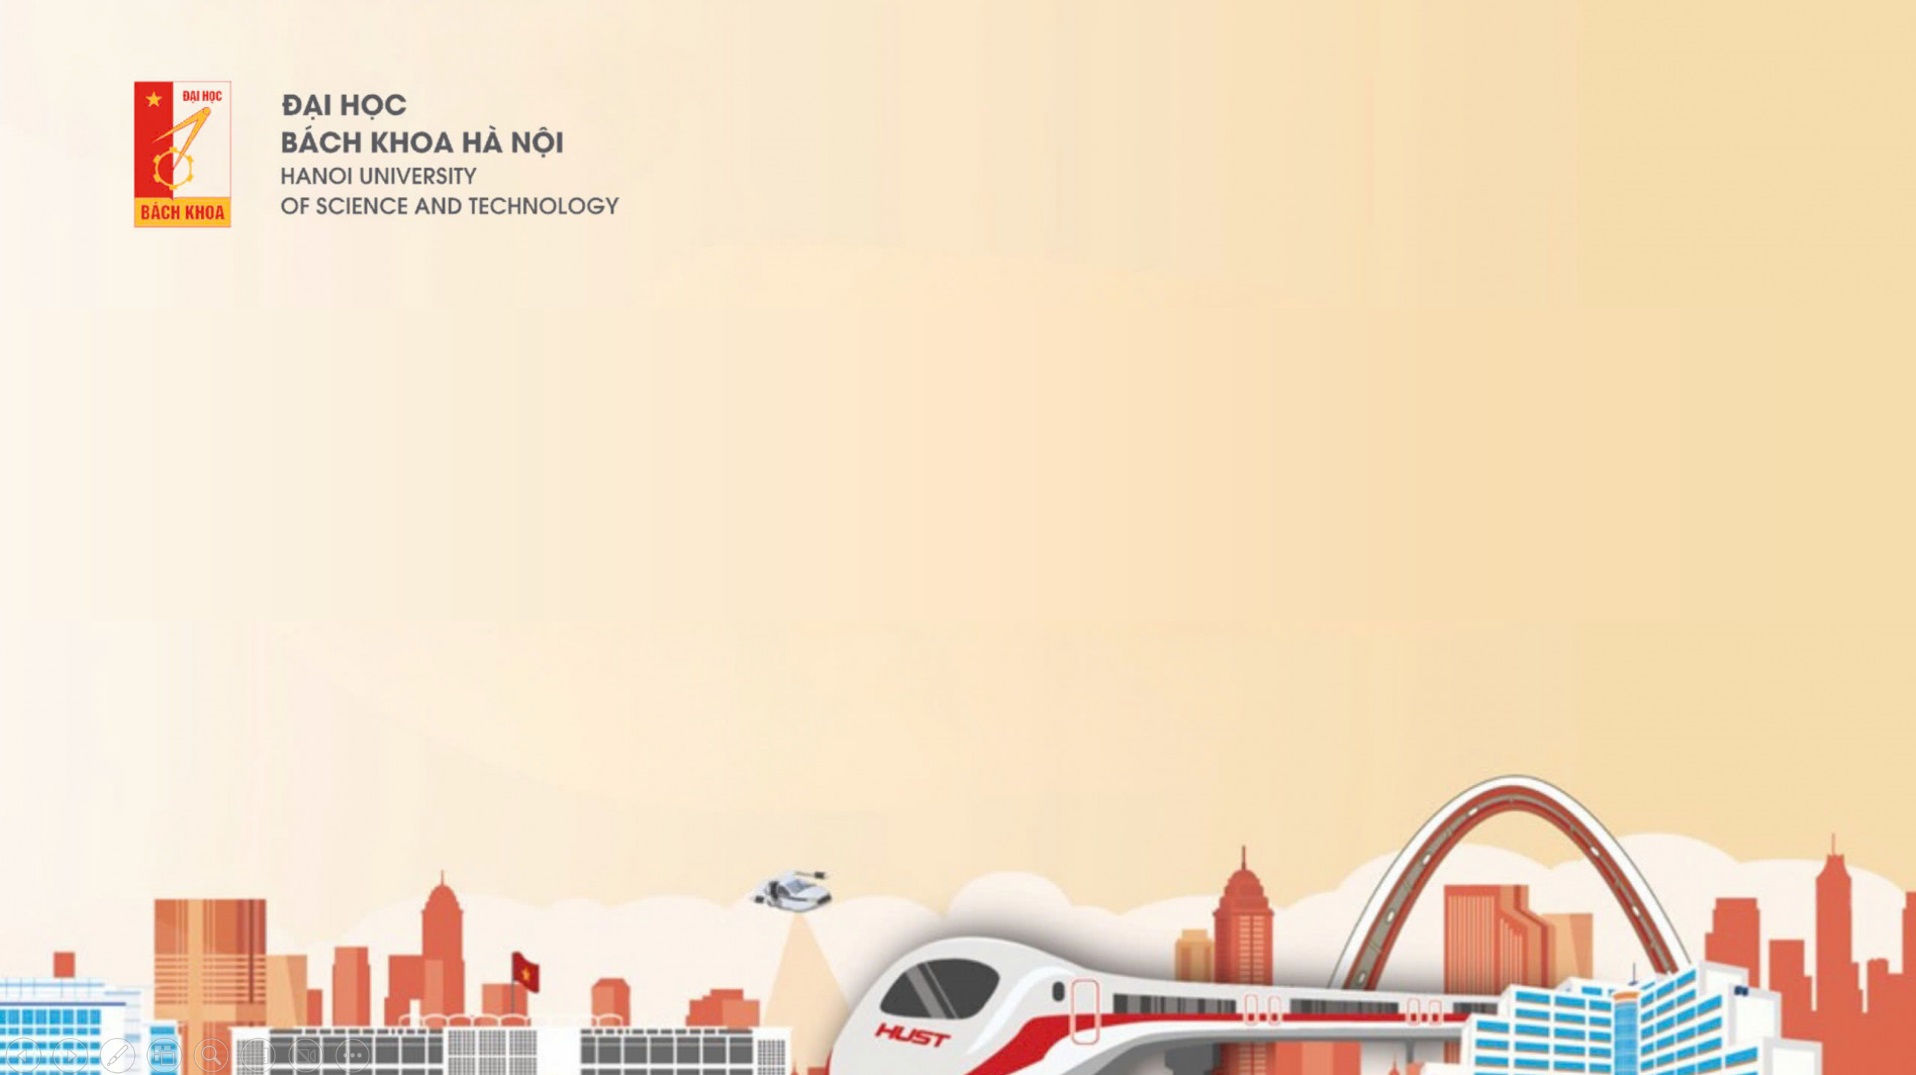 ĐẠI HỌC
BÁCH KHOA
ĐẠI HỌC
BÁCH KHOA HÀ NỘI
HANOI UNIVERSITY
OF SCIENCE AND TECHNOLOGY
HUST